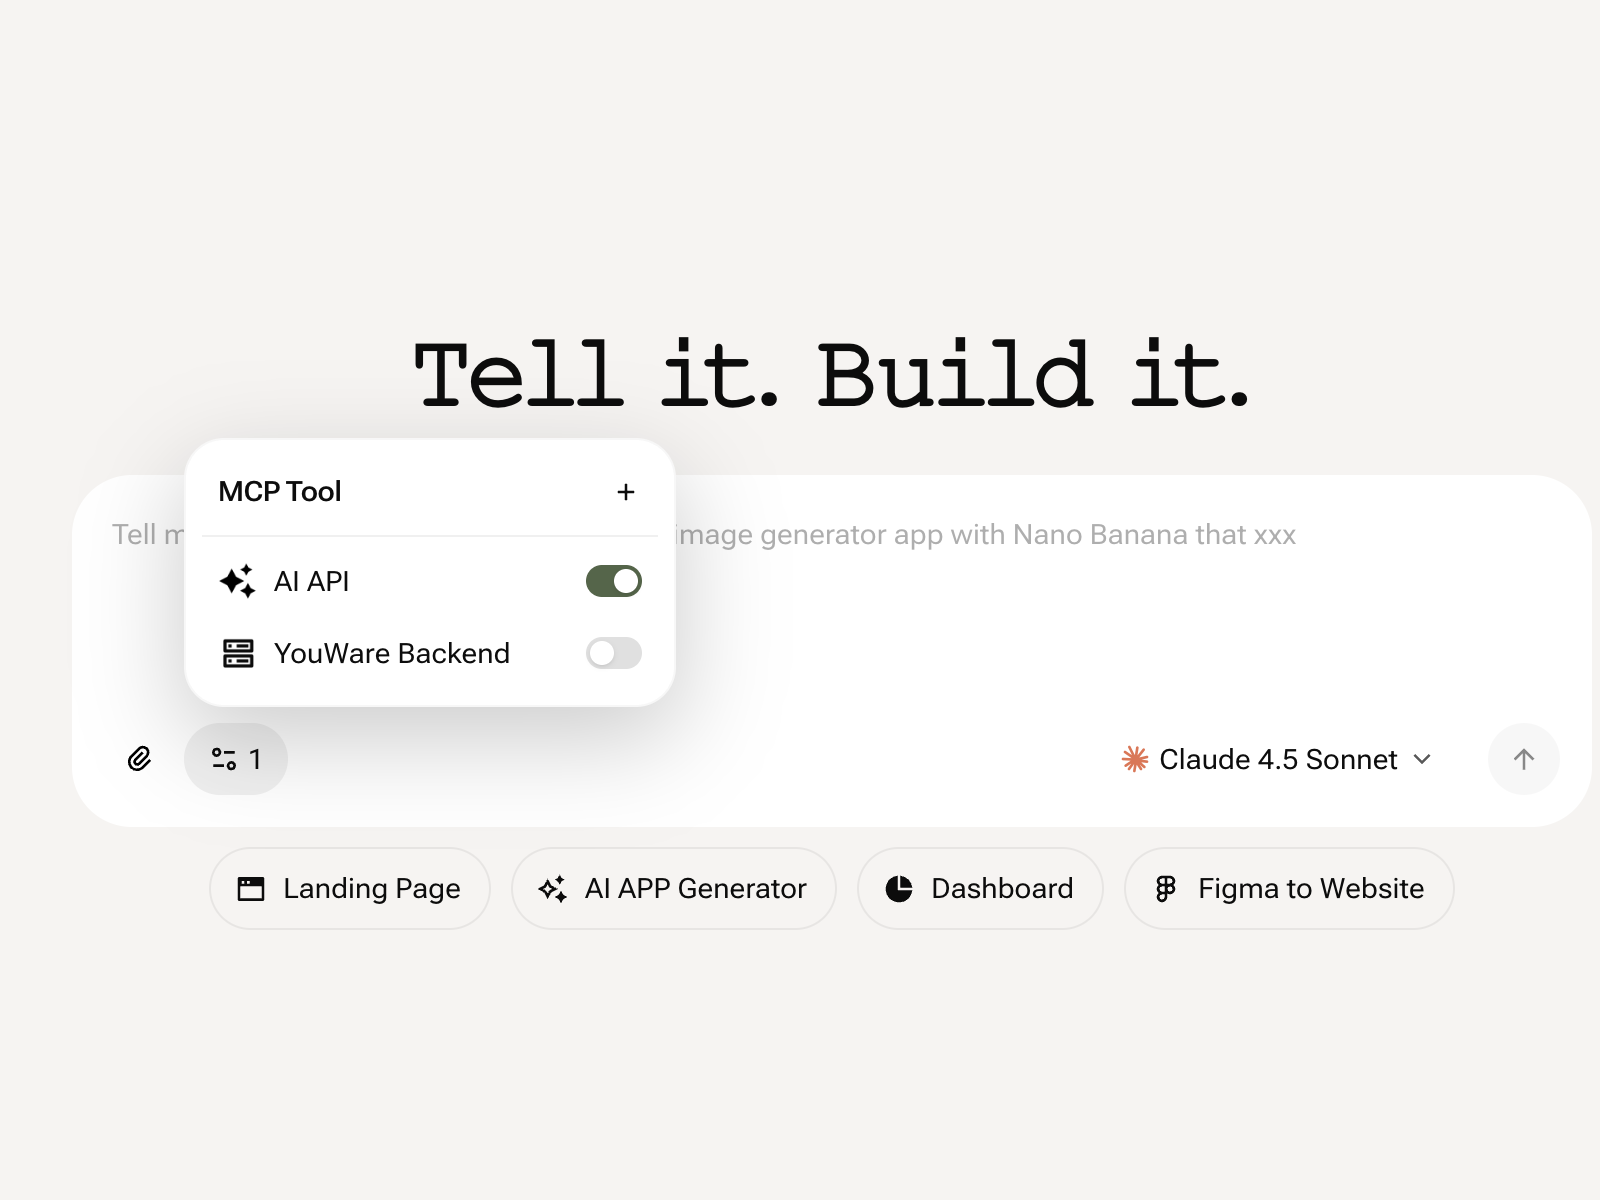 Tell it. Build it.
MCP Tool
Tell image generator app with Nano Banana that xxx
AI API
YouWare Backend
1
Claude 4.5 Sonnet
Landing Page
AI APP Generator
Dashboard
Figma to Website